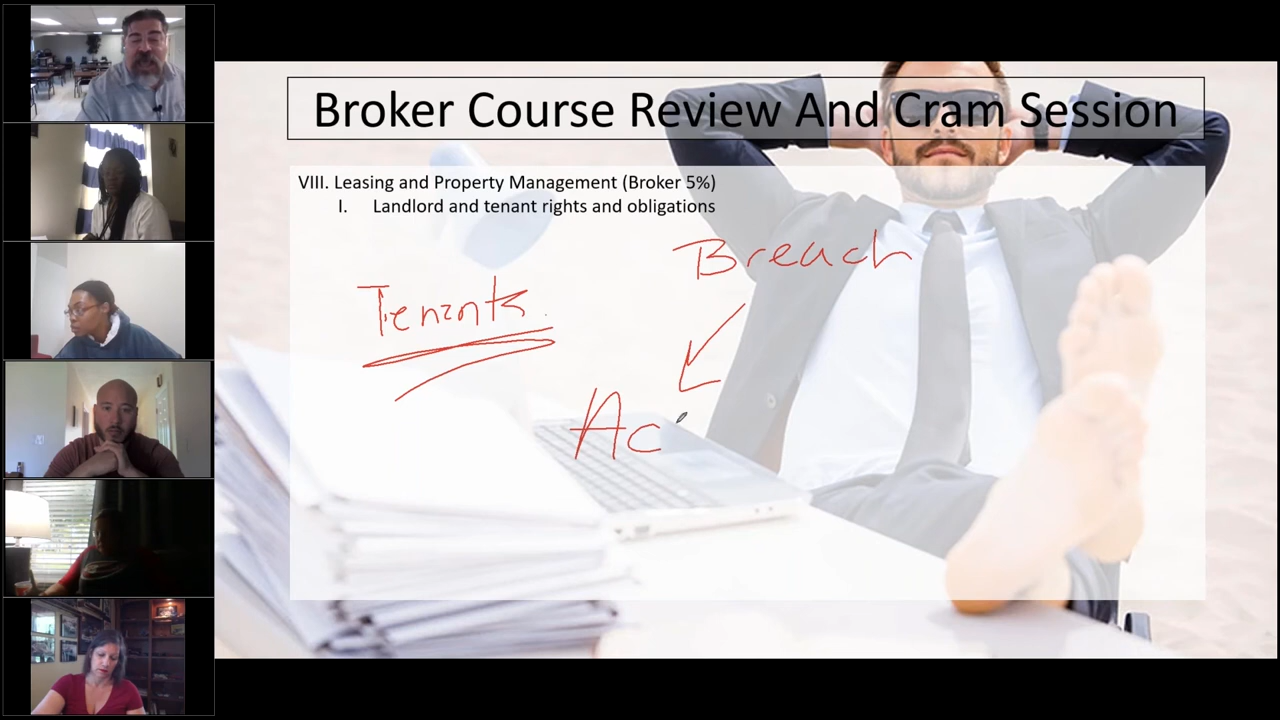 Broker Course Review And Cram Session
VIII. Leasing and Property Management (Broker 5%)
I. Landlord and tenant rights and obligations
Breach
Tenants
Ac